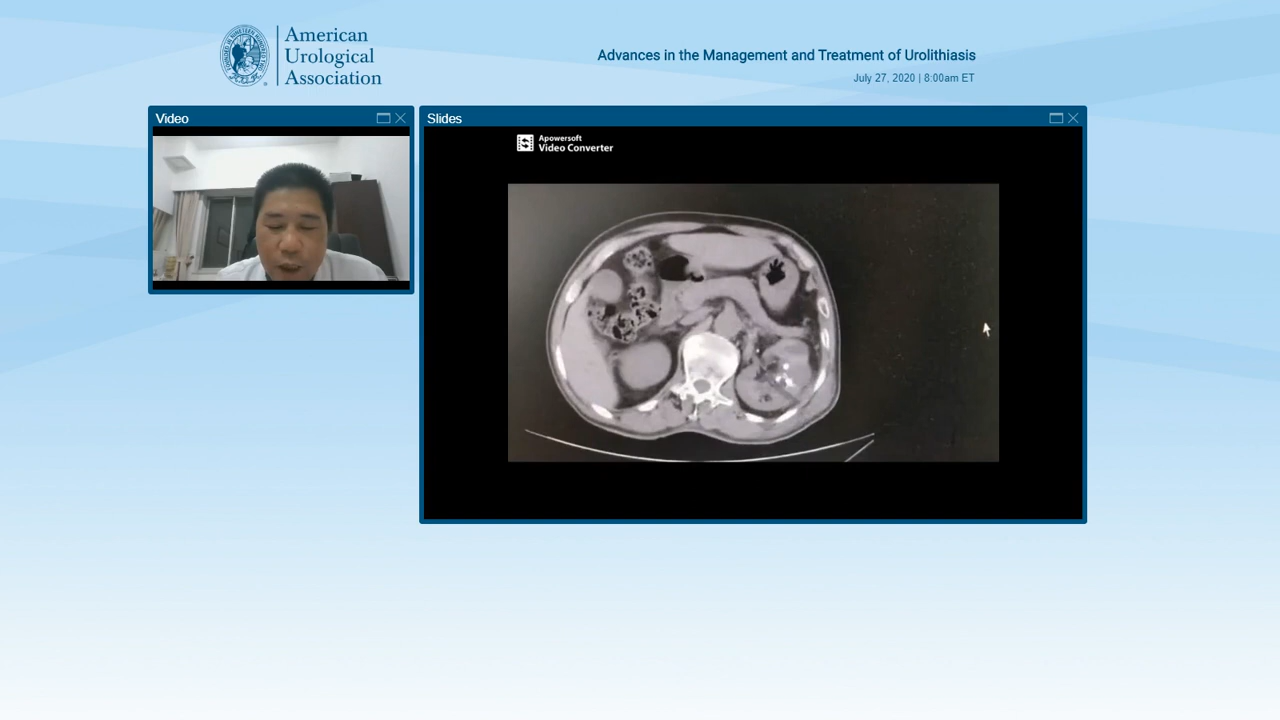 American
Urological
Association
Advances in the Management and Treatment of Urolithiasis
July 27, 2020 | 8:00am ET
Video
Slides
Apowersoft
Video Converter